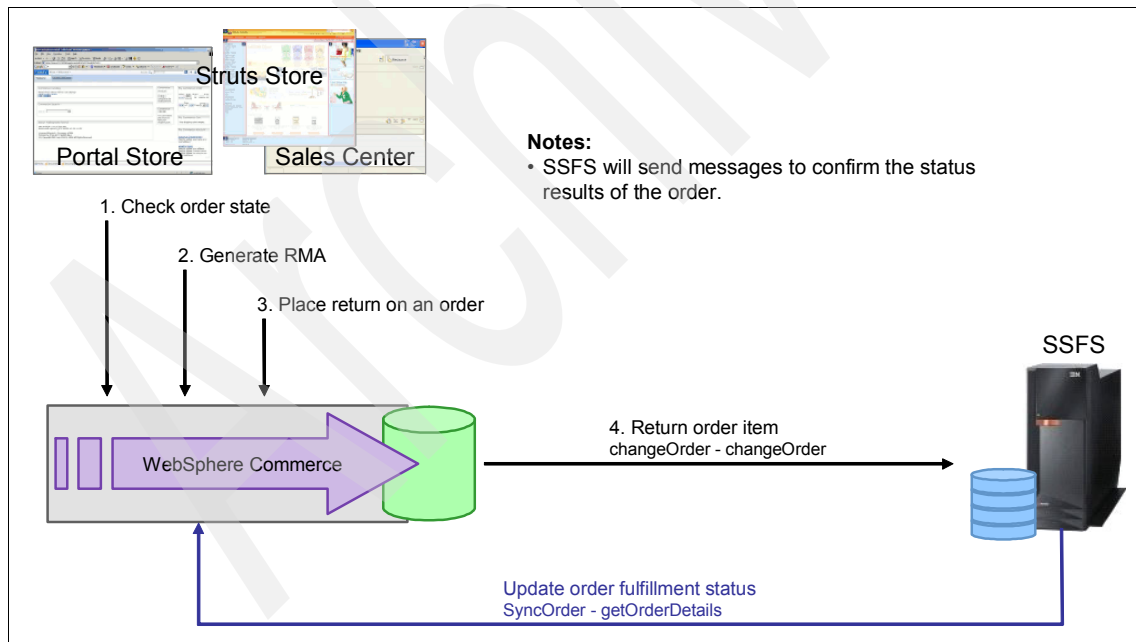 Struts Store
Portal Store
Sales Center
Notes:
• SSFS will send messages to confirm the status
results of the order.
1. Check order state
2. Generate RMA
3. Place return on an order
SSFS
IBM
4. Return order item
changeOrder - changeOrder
WebSphere Commerce
Update order fulfillment status
SyncOrder - getOrderDetails